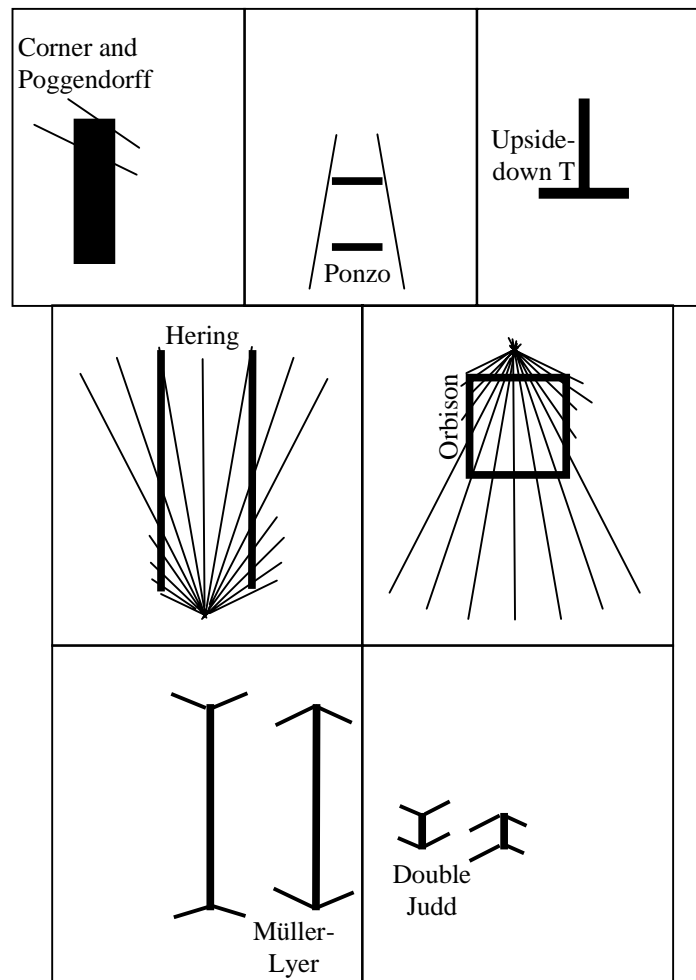 Corner and
Poggendorff
Ponzo
Upside-
down T
Hering
Orbison
Müller-
Lyer
Double
Judd